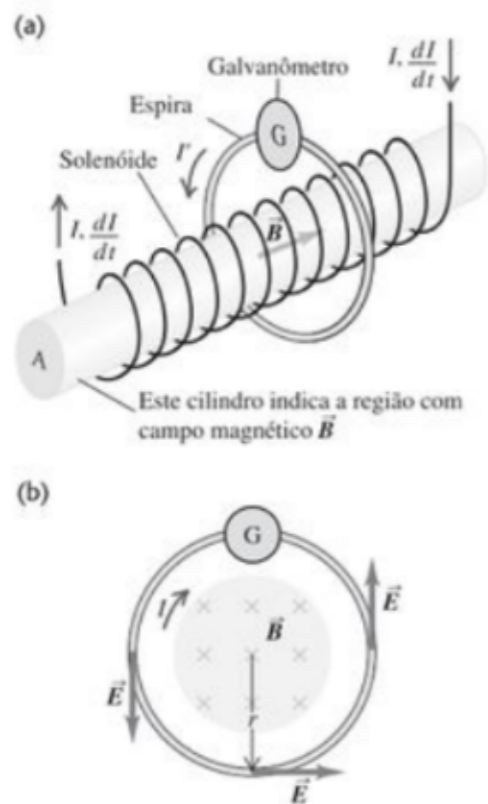 (a)
Galvanômetro
I, dI/dt
Espira
G
Solenóide
I'
I, dI/dt
B
A
Este cilindro indica a região com
campo magnético B
(b)
G
I
B
E
E
r
E